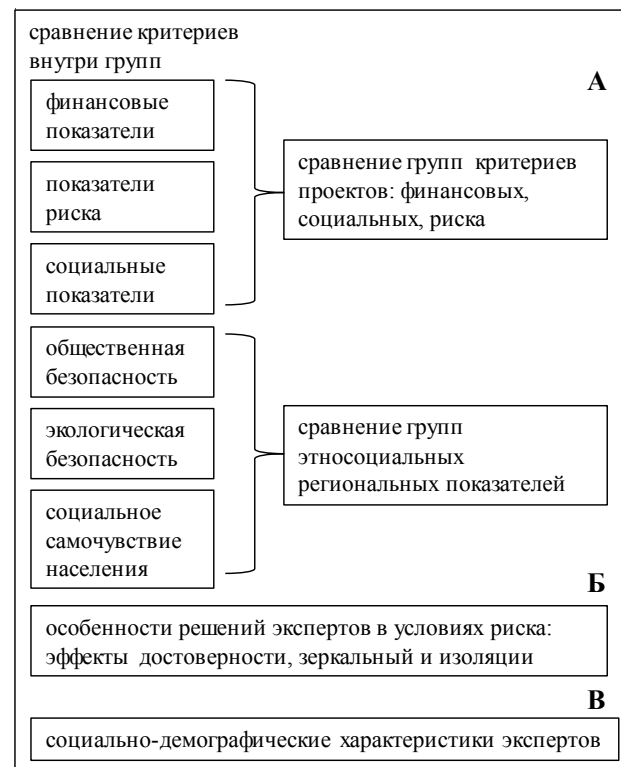 сравнение критериев
внутри групп
А
финансовые
показатели
показатели
риска
социальные
показатели
сравнение групп критериев
проектов: финансовых,
социальных, риска
общественная
безопасность
экологическая
безопасность
социальное
самочувствие
населения
сравнение групп
этносоциальных
региональных показателей
Б
особенности решений экспертов в условиях риска:
эффекты достоверности, зеркальный и изоляции
В
социально-демографические характеристики экспертов